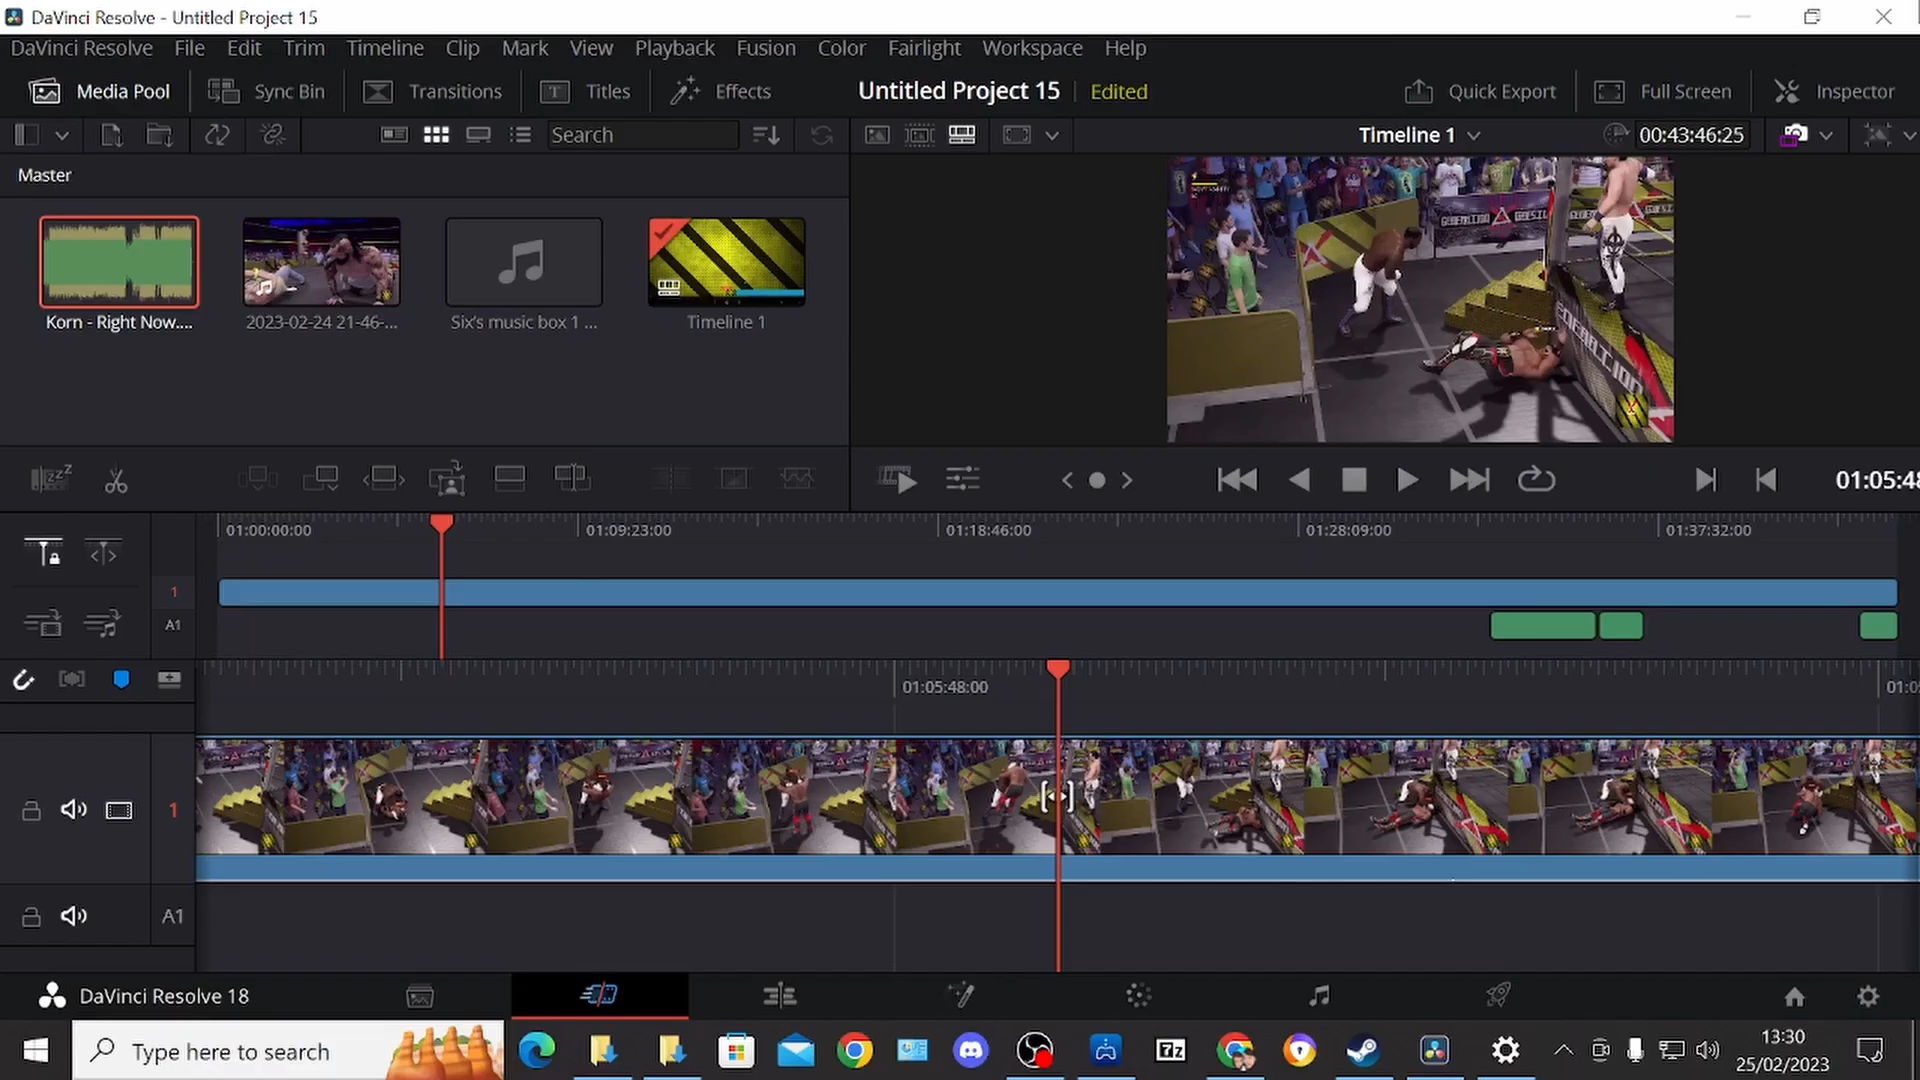 DaVinci Resolve - Untitled Project 15
DaVinci Resolve File Edit Trim Timeline Clip Mark View Playback Fusion Color Fairlight Workspace Help
Media Pool Sync Bin Transitions Titles Effects Untitled Project 15 Edited Quick Export Full Screen Inspector
Search Timeline 1 00:43:46:25
Master
Korn - Right Now.... 2023-02-24 21-46-... Six's music box 1 ... Timeline 1
zzZ
01:05:48
01:00:00:00 01:09:23:00 01:18:46:00 01:28:09:00 01:37:32:00
1
A1
01:05:48:00 01:0
1
A1
DaVinci Resolve 18
Type here to search
7z
13:30
25/02/2023